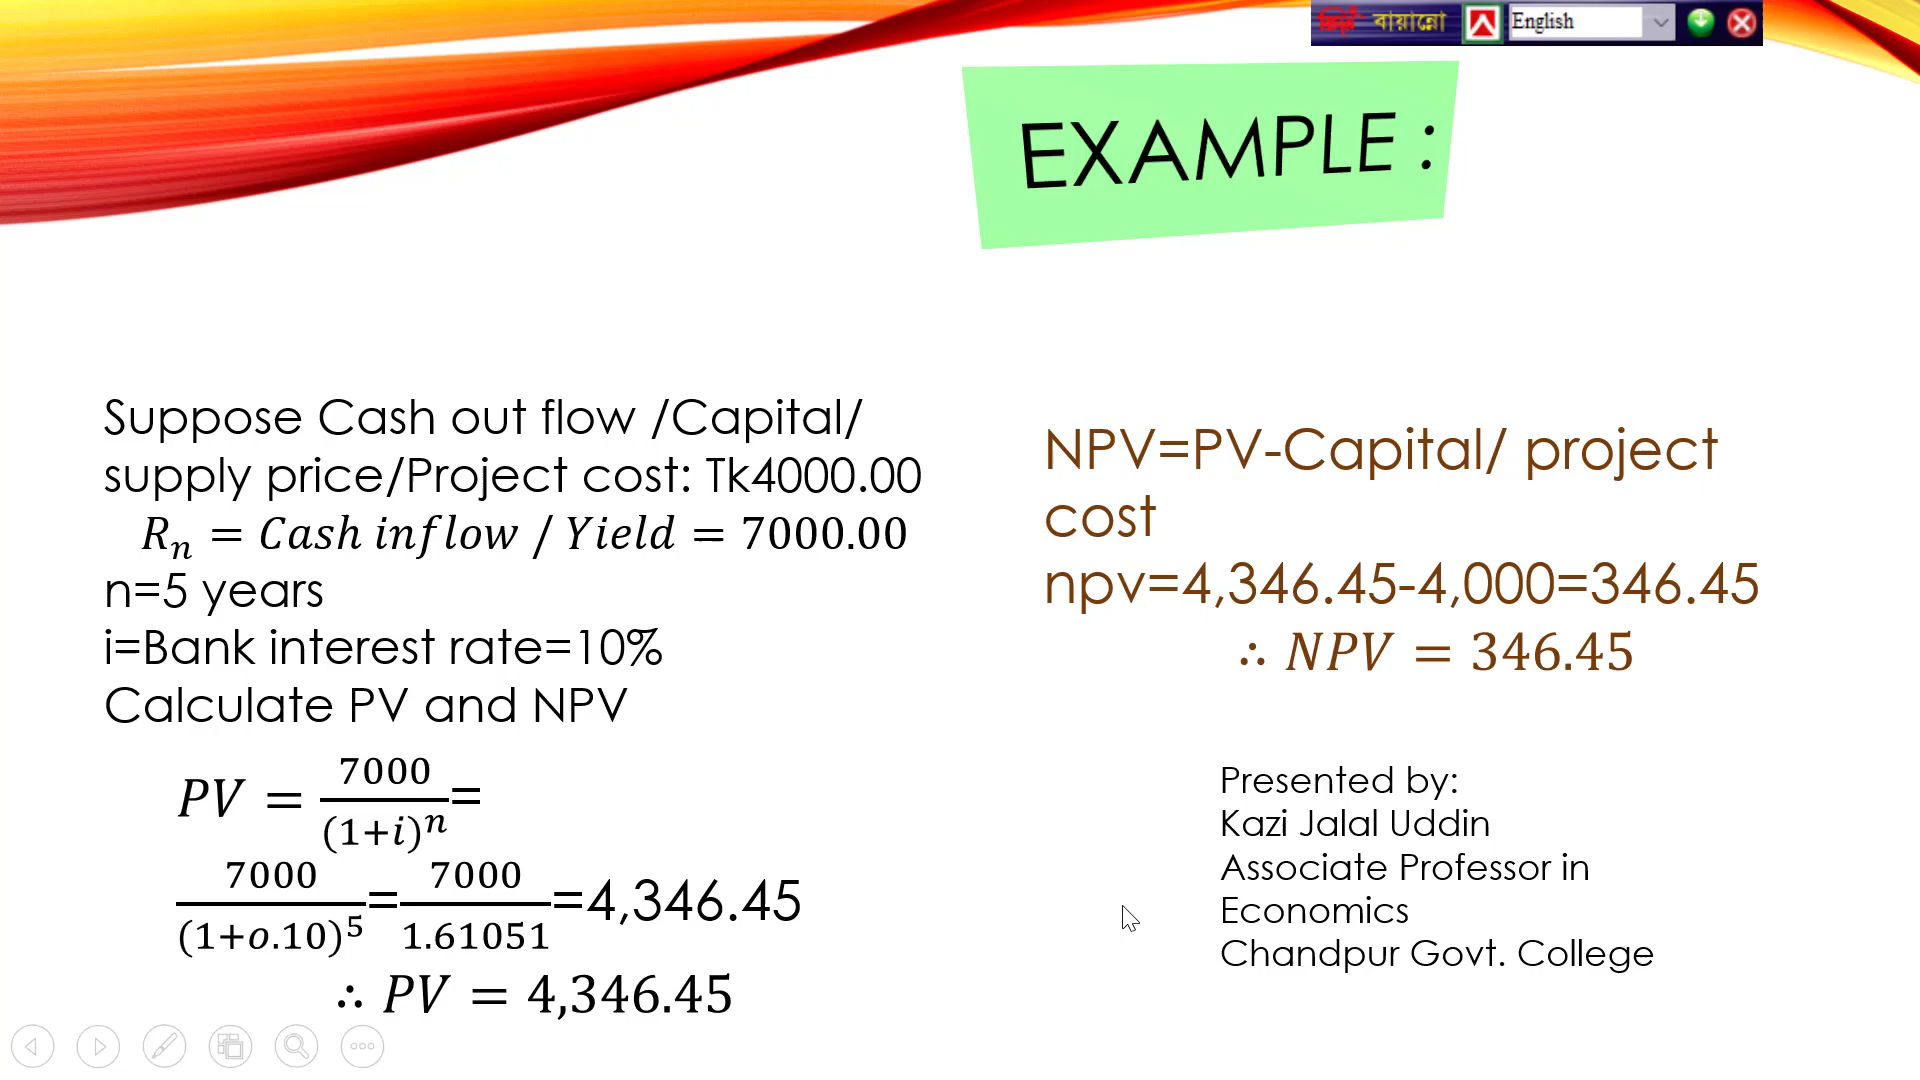 বিজয় বায়ান্নো English
EXAMPLE :
Suppose Cash out flow /Capital/
supply price/Project cost: Tk4000.00
Rₙ = Cash inflow / Yield = 7000.00
n=5 years
i=Bank interest rate=10%
Calculate PV and NPV
PV = 7000/(1+i)ⁿ=
7000/(1+o.10)⁵=7000/1.61051=4,346.45
∴ PV = 4,346.45
NPV=PV-Capital/ project
cost
npv=4,346.45-4,000=346.45
∴ NPV = 346.45
Presented by:
Kazi Jalal Uddin
Associate Professor in
Economics
Chandpur Govt. College